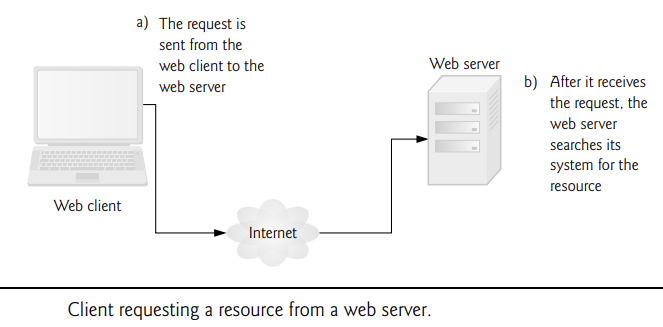 a) The request is
sent from the
web client to the
web server
Web server
b) After it receives
the request, the
web server
searches its
system for the
resource
Web client
Internet
Client requesting a resource from a web server.